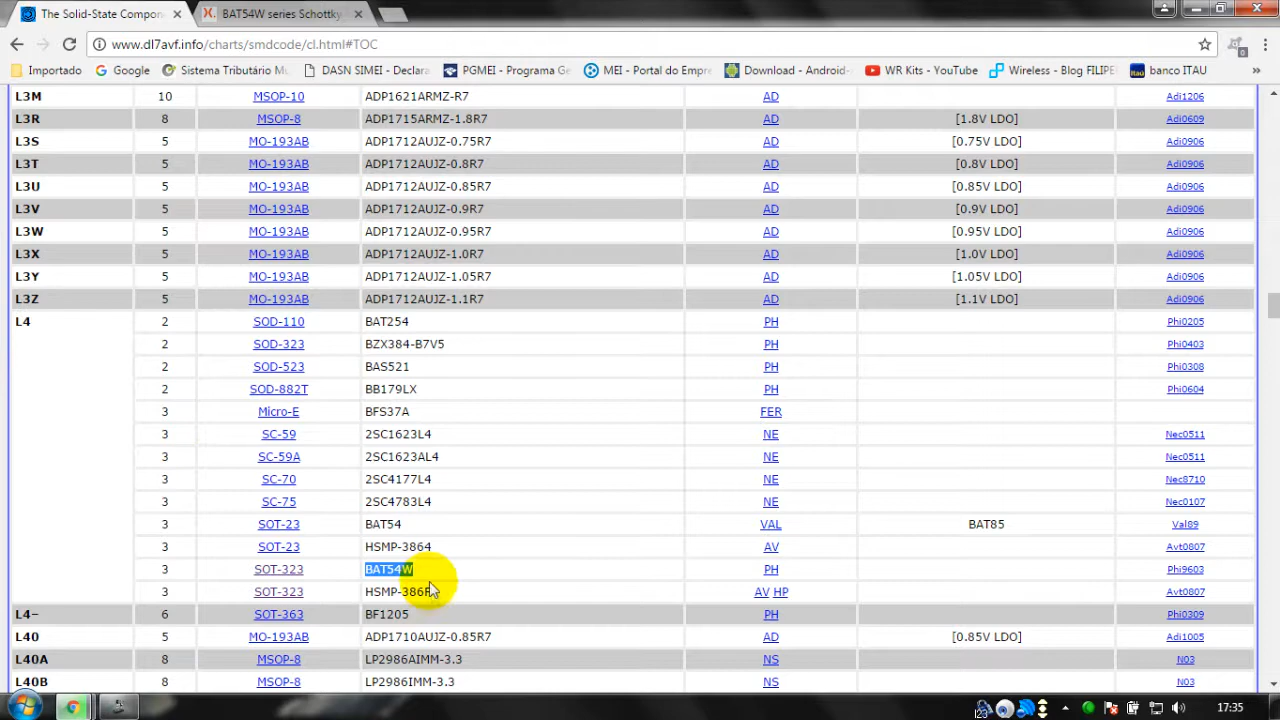 The Solid-State Compon
BAT54W series Schottky
www.dl7avf.info/charts/smdcode/cl.html#TOC
Importado
Google
Sistema Tributário Mu
DASN SIMEI - Declara
PGMEI - Programa Ge
MEI - Portal do Empre
Download - Android-
WR Kits - YouTube
Wireless - Blog FILIPE
banco ITAU
L3M 10 MSOP-10 ADP1621ARMZ-R7 AD Adi1206
L3R 8 MSOP-8 ADP1715ARMZ-1.8R7 AD [1.8V LDO] Adi0609
L3S 5 MO-193AB ADP1712AUJZ-0.75R7 AD [0.75V LDO] Adi0906
L3T 5 MO-193AB ADP1712AUJZ-0.8R7 AD [0.8V LDO] Adi0906
L3U 5 MO-193AB ADP1712AUJZ-0.85R7 AD [0.85V LDO] Adi0906
L3V 5 MO-193AB ADP1712AUJZ-0.9R7 AD [0.9V LDO] Adi0906
L3W 5 MO-193AB ADP1712AUJZ-0.95R7 AD [0.95V LDO] Adi0906
L3X 5 MO-193AB ADP1712AUJZ-1.0R7 AD [1.0V LDO] Adi0906
L3Y 5 MO-193AB ADP1712AUJZ-1.05R7 AD [1.05V LDO] Adi0906
L3Z 5 MO-193AB ADP1712AUJZ-1.1R7 AD [1.1V LDO] Adi0906
L4 2 SOD-110 BAT254 PH Phi0205
2 SOD-323 BZX384-B7V5 PH Phi0403
2 SOD-523 BAS521 PH Phi0308
2 SOD-882T BB179LX PH Phi0604
3 Micro-E BFS37A FER
3 SC-59 2SC1623L4 NE Nec0511
3 SC-59A 2SC1623AL4 NE Nec0511
3 SC-70 2SC4177L4 NE Nec8710
3 SC-75 2SC4783L4 NE Nec0107
3 SOT-23 BAT54 VAL BAT85 Val89
3 SOT-23 HSMP-3864 AV Avt0807
3 SOT-323 BAT54W PH Phi9603
3 SOT-323 HSMP-386F AV HP Avt0807
L4− 6 SOT-363 BF1205 PH Phi0309
L40 5 MO-193AB ADP1710AUJZ-0.85R7 AD [0.85V LDO] Adi1005
L40A 8 MSOP-8 LP2986AIMM-3.3 NS N03
L40B 8 MSOP-8 LP2986IMM-3.3 NS N03
23
17:35